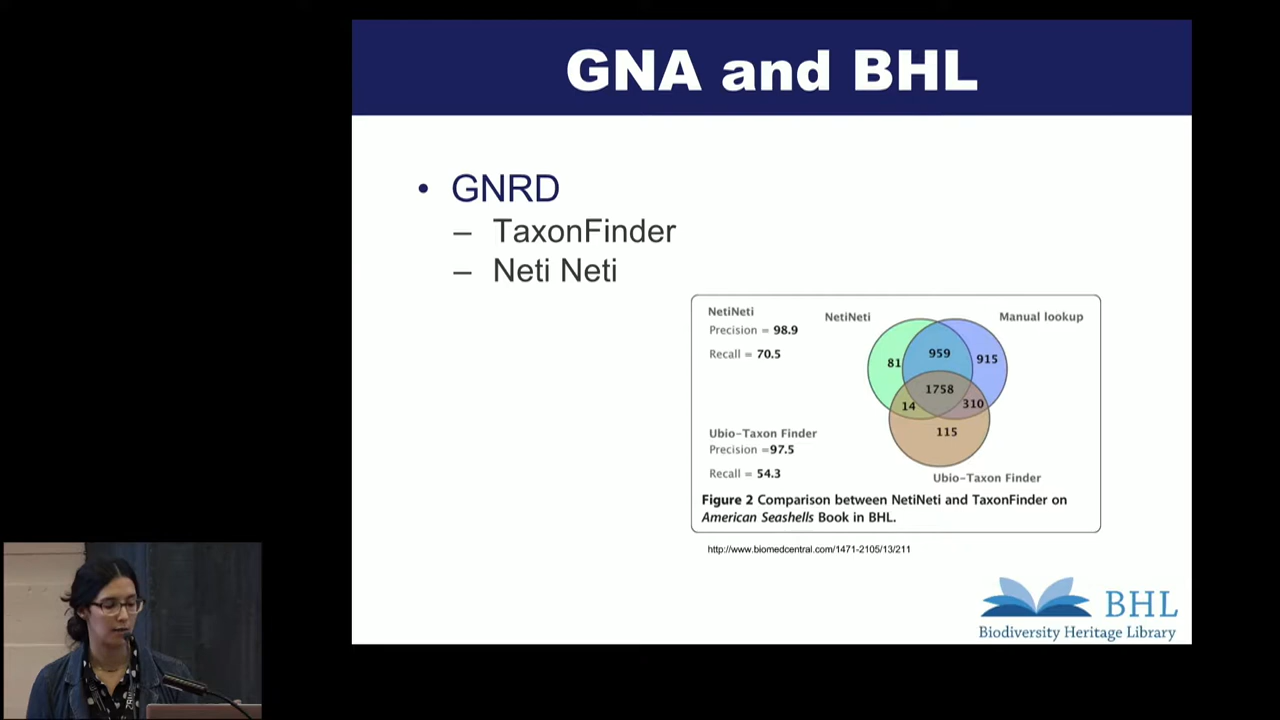 GNA and BHL
• GNRD
– TaxonFinder
– Neti Neti
NetiNeti
Precision = 98.9
Recall = 70.5
NetiNeti
Manual lookup
81
959
915
1758
14
310
115
Ubio-Taxon Finder
Precision =97.5
Recall = 54.3
Ubio-Taxon Finder
Figure 2 Comparison between NetiNeti and TaxonFinder on
American Seashells Book in BHL.
http://www.biomedcentral.com/1471-2105/13/211
BHL
Biodiversity Heritage Library